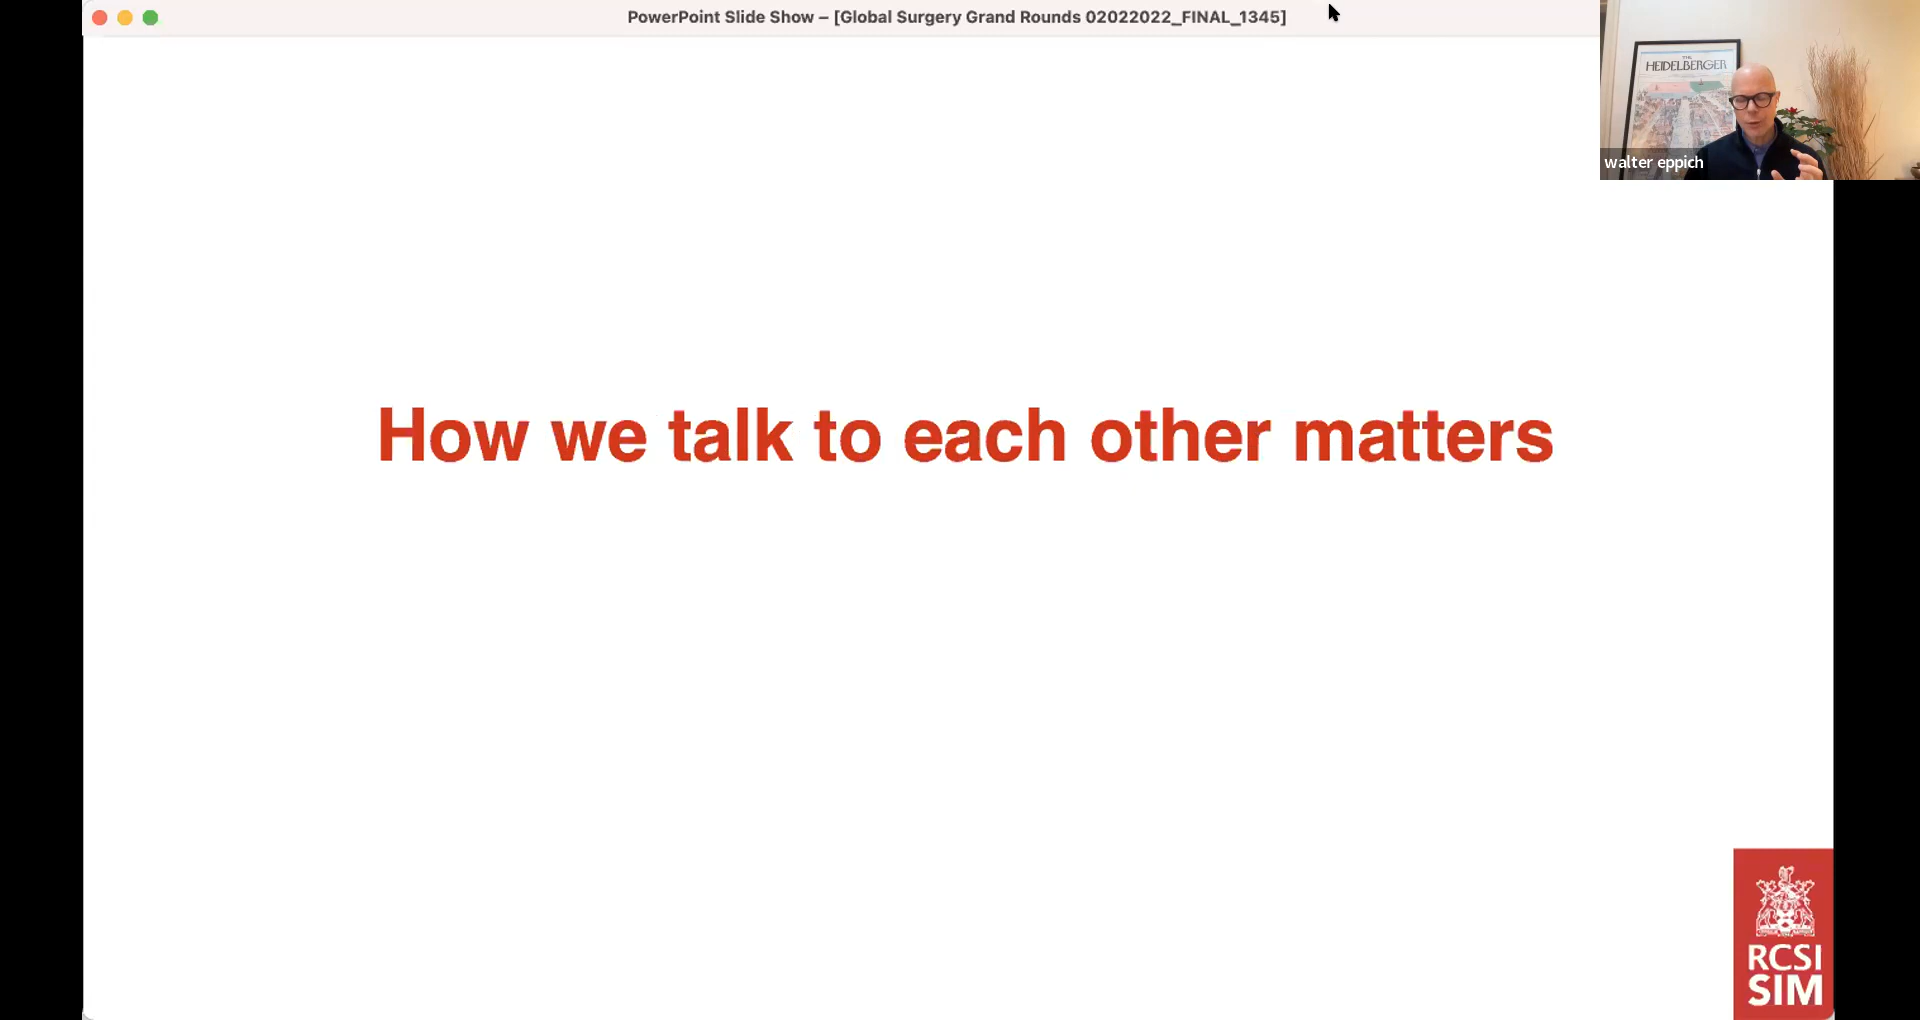 PowerPoint Slide Show – [Global Surgery Grand Rounds 02022022_FINAL_1345]
THE
HEIDELBERGER
walter eppich
How we talk to each other matters
RCSI
SIM